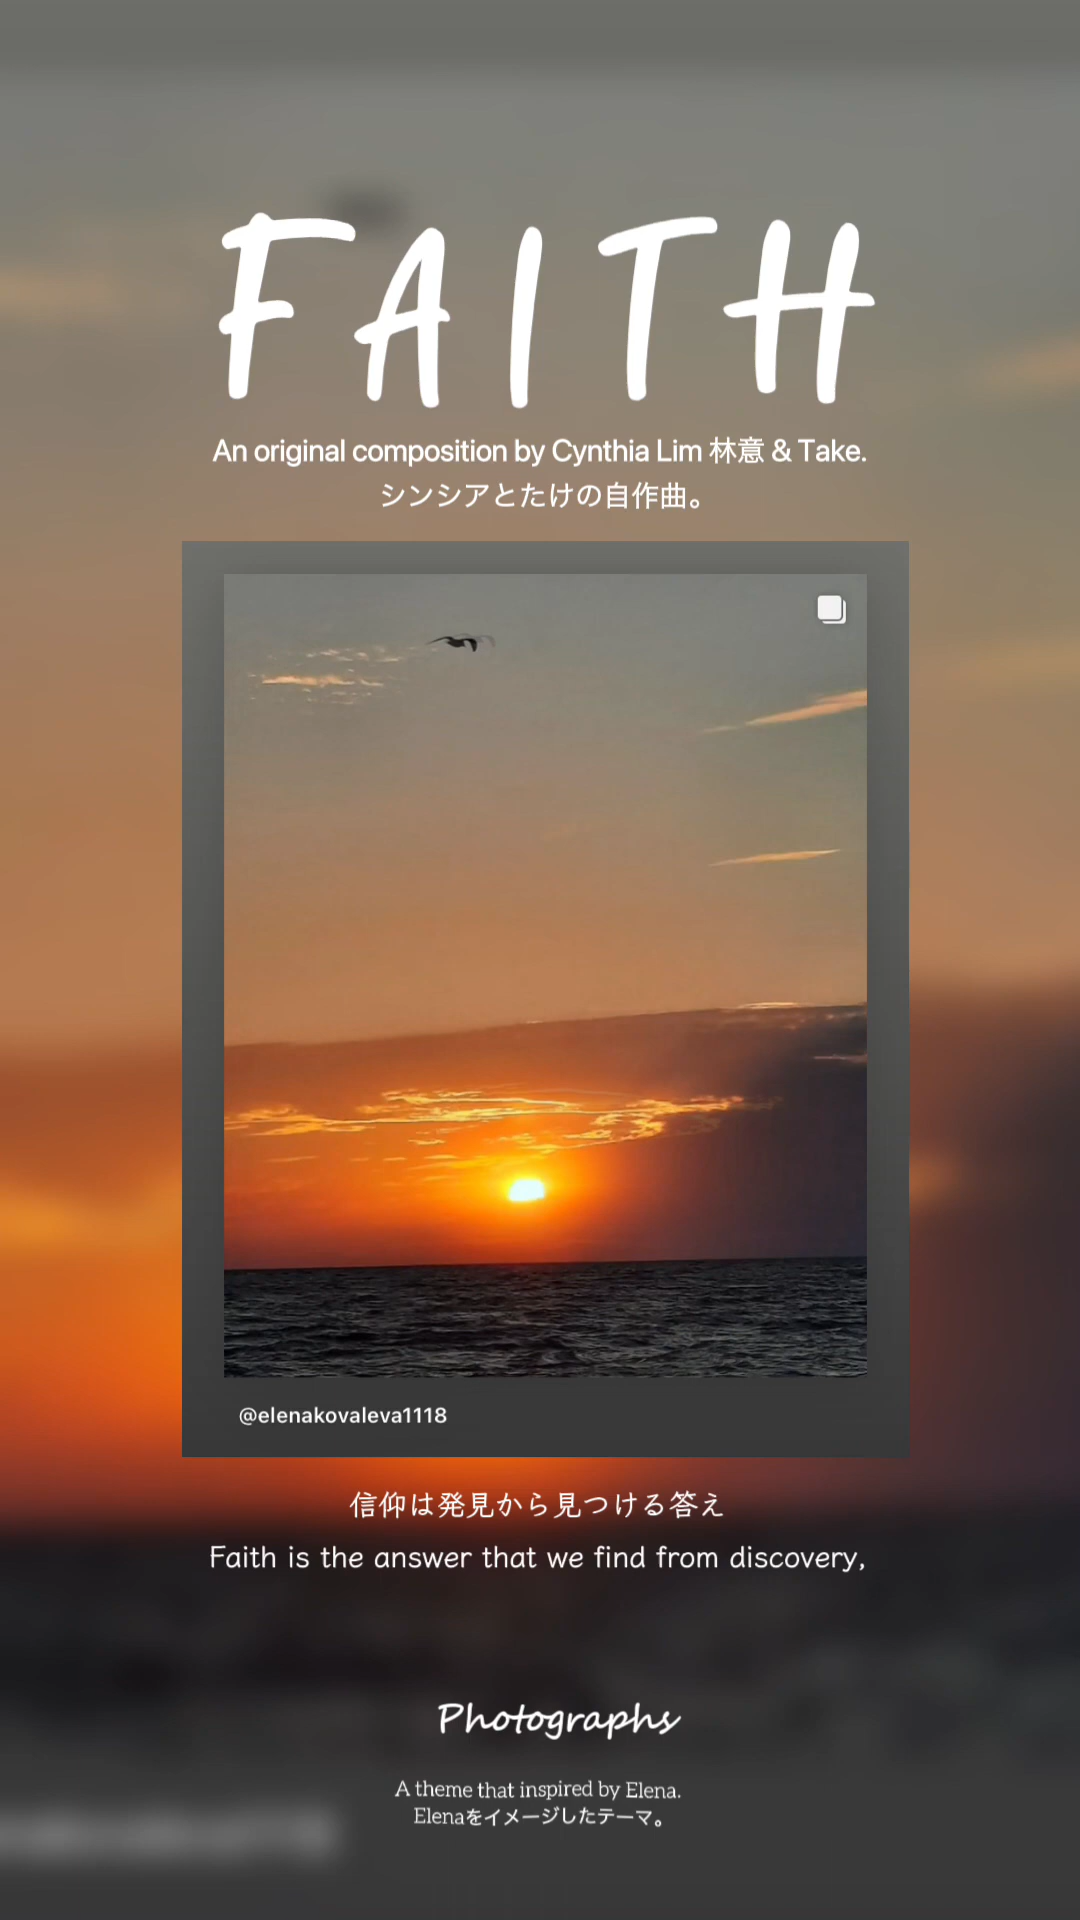 FAITH
An original composition by Cynthia Lim 林意 & Take.
シンシアとたけの自作曲。
@elenakovaleva1118
信仰は発見から見つける答え
Faith is the answer that we find from discovery,
Photographs
A theme that inspired by Elena.
Elenaをイメージしたテーマ。